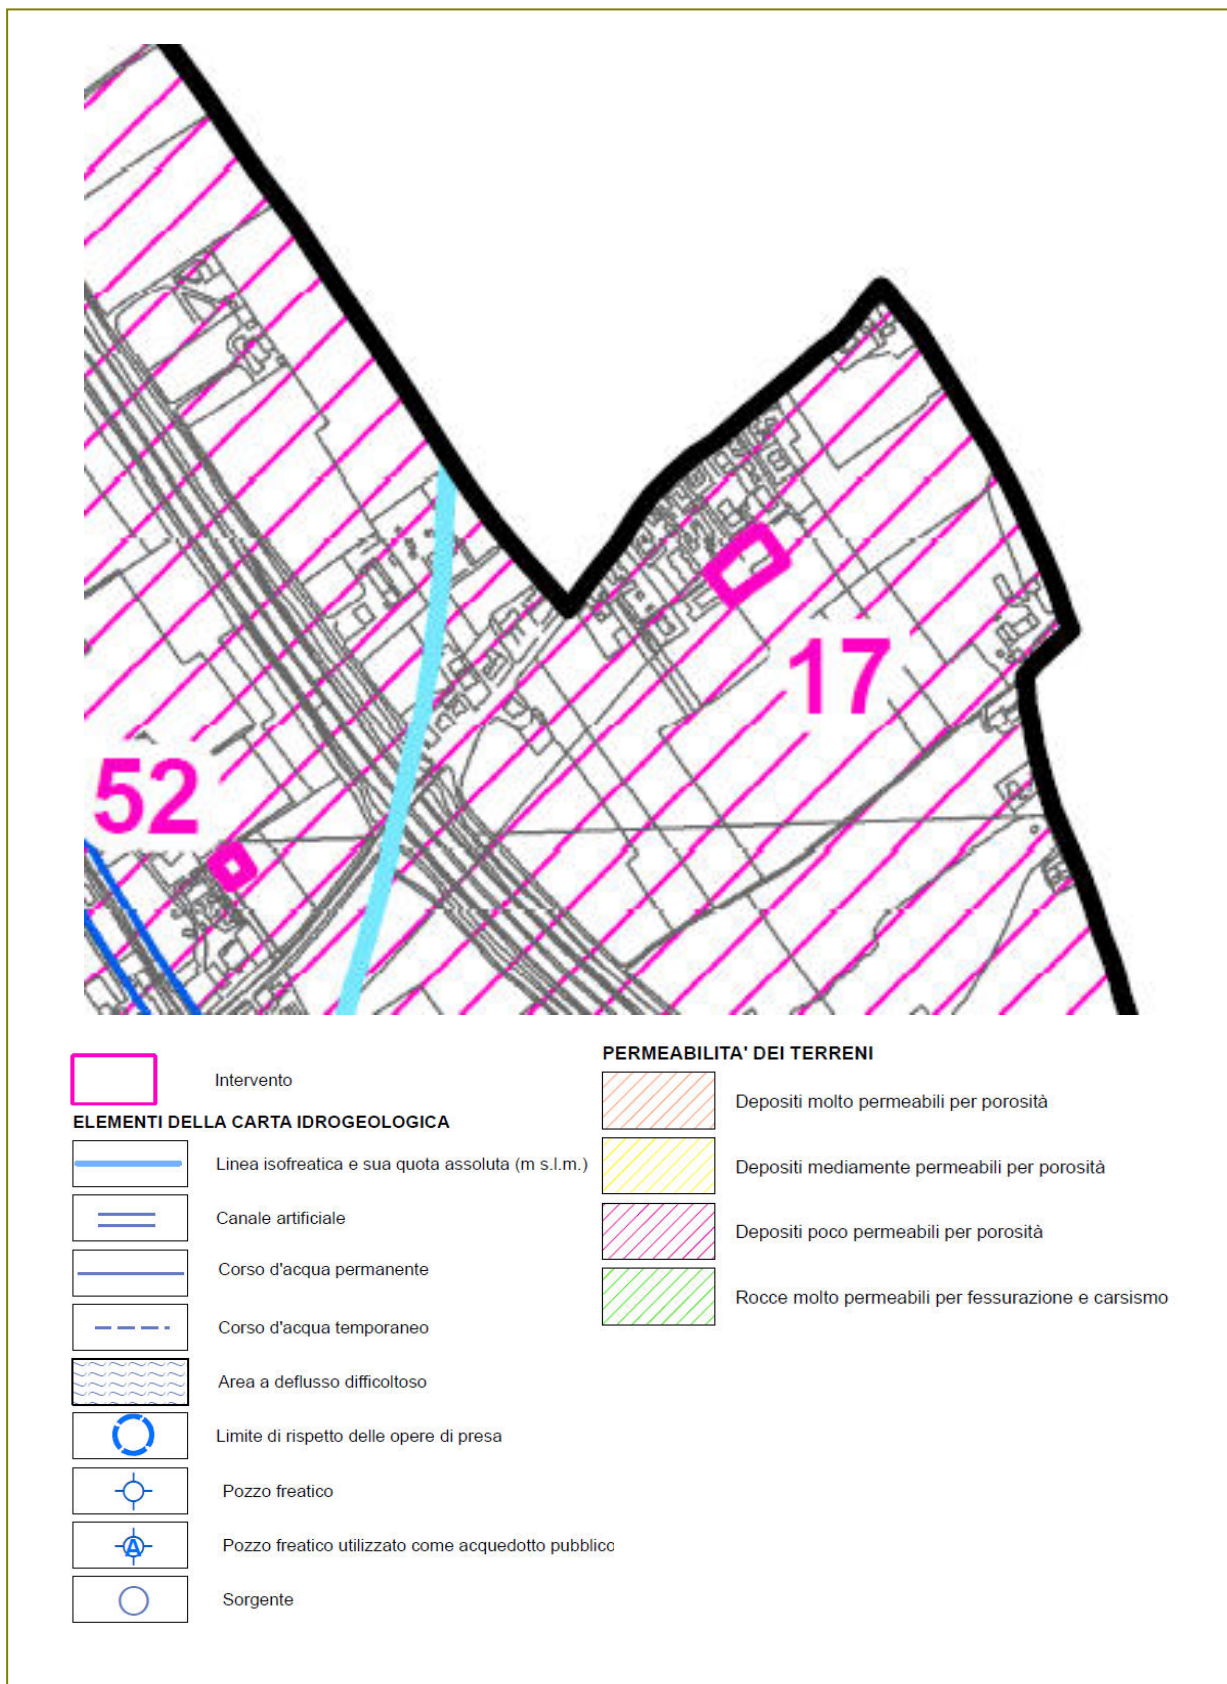 17
52
Intervento
ELEMENTI DELLA CARTA IDROGEOLOGICA
Linea isofreatica e sua quota assoluta (m s.l.m.)
Canale artificiale
Corso d'acqua permanente
Corso d'acqua temporaneo
Area a deflusso difficoltoso
Limite di rispetto delle opere di presa
Pozzo freatico
A
Pozzo freatico utilizzato come acquedotto pubblico
Sorgente
PERMEABILITA' DEI TERRENI
Depositi molto permeabili per porosità
Depositi mediamente permeabili per porosità
Depositi poco permeabili per porosità
Rocce molto permeabili per fessurazione e carsismo